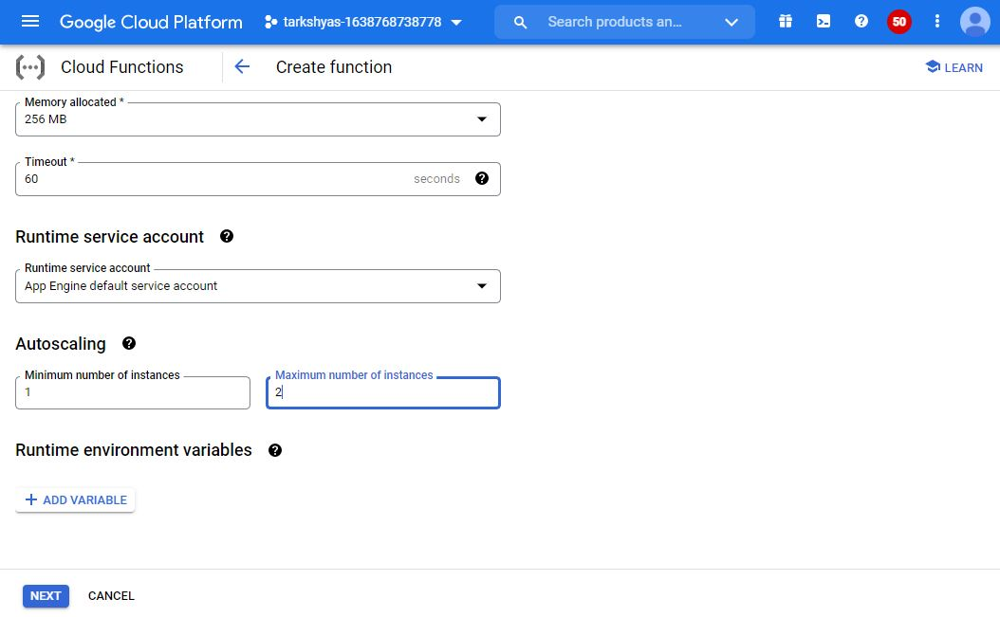 Google Cloud Platform tarkshyas-1638768738778 Search products an... 50
Cloud Functions Create function LEARN
Memory allocated *
256 MB
Timeout *
60 seconds
Runtime service account
Runtime service account
App Engine default service account
Autoscaling
Minimum number of instances Maximum number of instances
1 2
Runtime environment variables
+ ADD VARIABLE
NEXT CANCEL